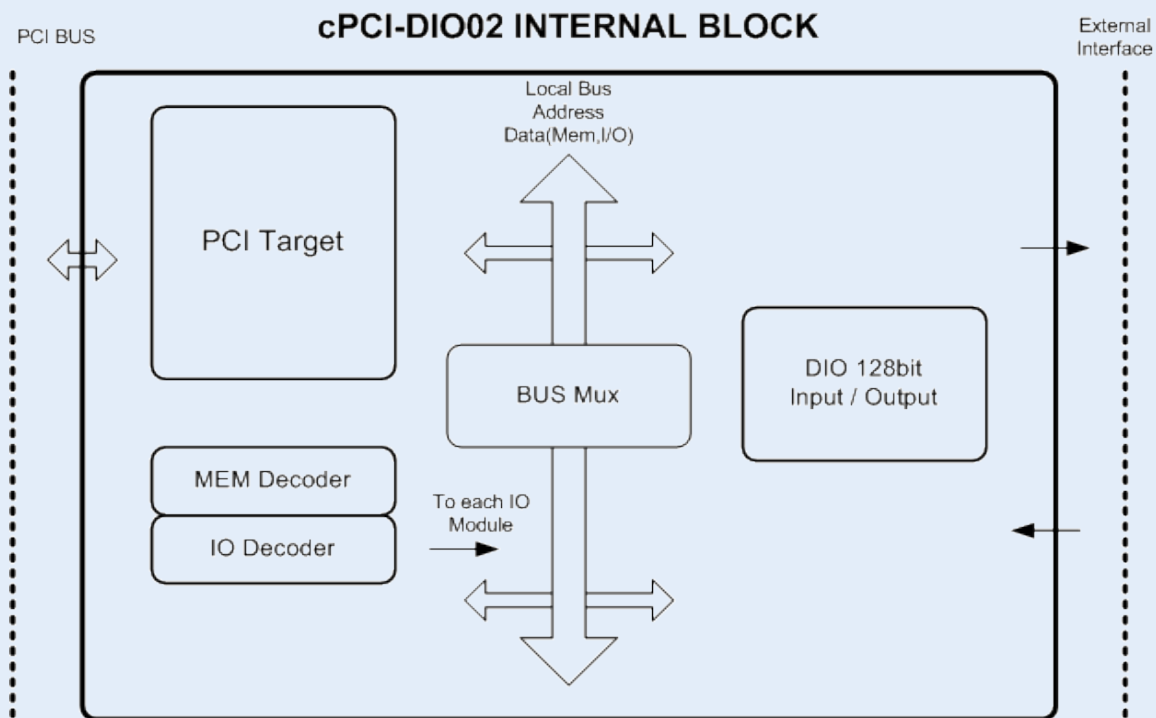 cPCI-DIO02 INTERNAL BLOCK
PCI BUS
External
Interface
Local Bus
Address
Data(Mem,I/O)
PCI Target
BUS Mux
DIO 128bit
Input / Output
MEM Decoder
IO Decoder
To each IO
Module